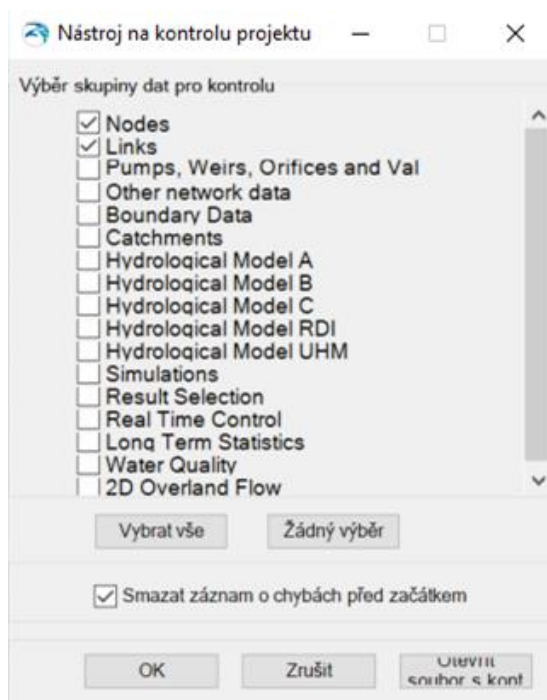 Nástroj na kontrolu projektu
Výběr skupiny dat pro kontrolu
Nodes
Links
Pumps, Weirs, Orifices and Val
Other network data
Boundary Data
Catchments
Hydrological Model A
Hydrological Model B
Hydrological Model C
Hydrological Model RDI
Hydrological Model UHM
Simulations
Result Selection
Real Time Control
Long Term Statistics
Water Quality
2D Overland Flow
Vybrat vše
Žádný výběr
Smazat záznam o chybách před začátkem
OK
Zrušit
Otevřít
soubor s kont